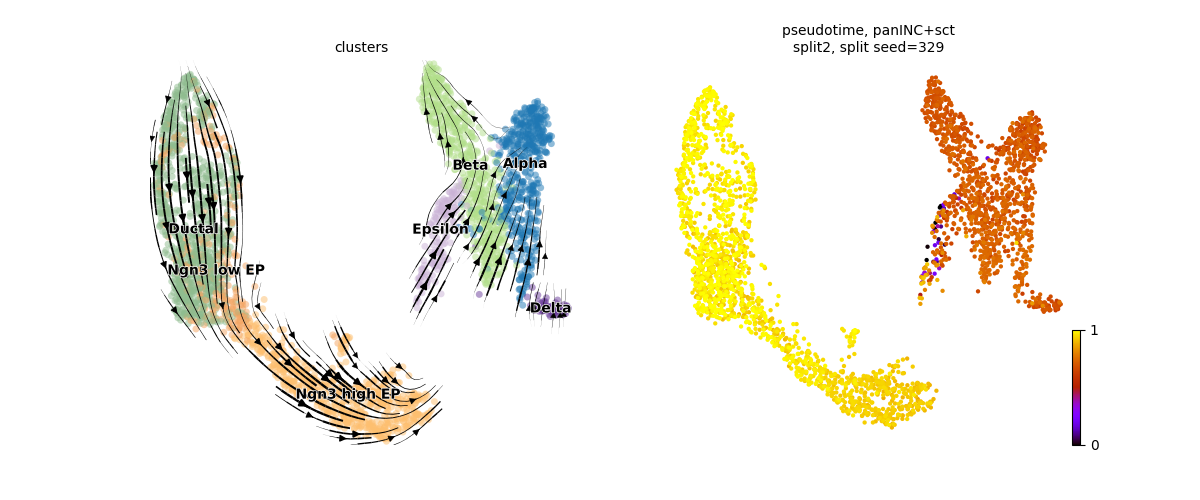 clusters
Beta
Alpha
Epsilon
Ductal
Ngn3 low EP
Delta
Ngn3 high EP
pseudotime, panINC+sct
split2, split seed=329
1
0